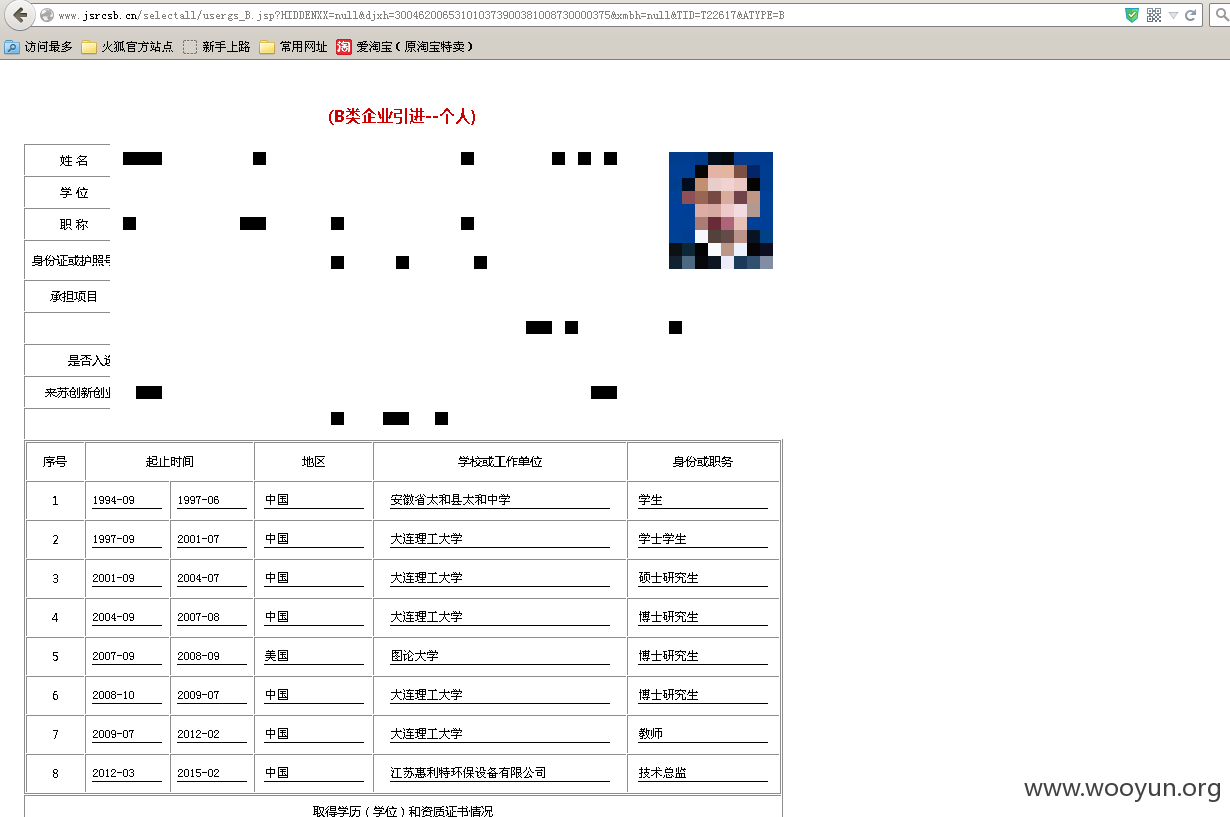 www.jsrcsb.cn/selectall/usergs_B.jsp?HIDDENXX=null&djxh=3004620065310103739003810087300003​75&xmbh=null&TID=T22617&ATYPE=B
访问最多 火狐官方站点 新手上路 常用网址 淘 爱淘宝（原淘宝特卖）
(B类企业引进--个人)
姓 名
学 位
职 称
身份证或护照号
承担项目
是否入选
来苏创新创业
序号 起止时间 地区 学校或工作单位 身份或职务
1 1994-09 1997-06 中国 安徽省太和县太和中学 学生
2 1997-09 2001-07 中国 大连理工大学 学士学生
3 2001-09 2004-07 中国 大连理工大学 硕士研究生
4 2004-09 2007-08 中国 大连理工大学 博士研究生
5 2007-09 2008-09 美国 图论大学 博士研究生
6 2008-10 2009-07 中国 大连理工大学 博士研究生
7 2009-07 2012-02 中国 大连理工大学 教师
8 2012-03 2015-02 中国 江苏惠利特环保设备有限公司 技术总监
取得学历（学位）和资质证书情况
www.wooyun.org